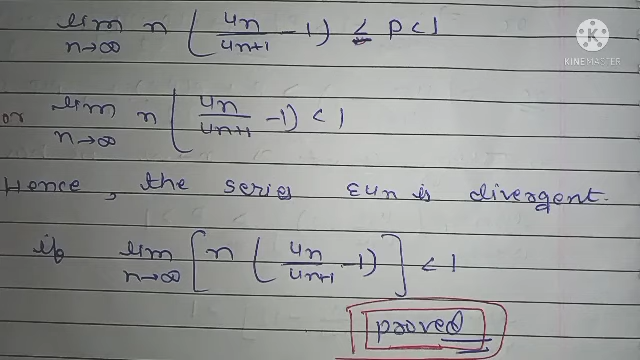 lim n→∞ n ( un/un+1 - 1 ) ≤ p < 1
KINEMASTER
or lim n→∞ n ( un/un+1 - 1 ) < 1
Hence, the series Σun is divergent.
if lim n→∞ [ n ( un/un+1 - 1 ) ] < 1
proved